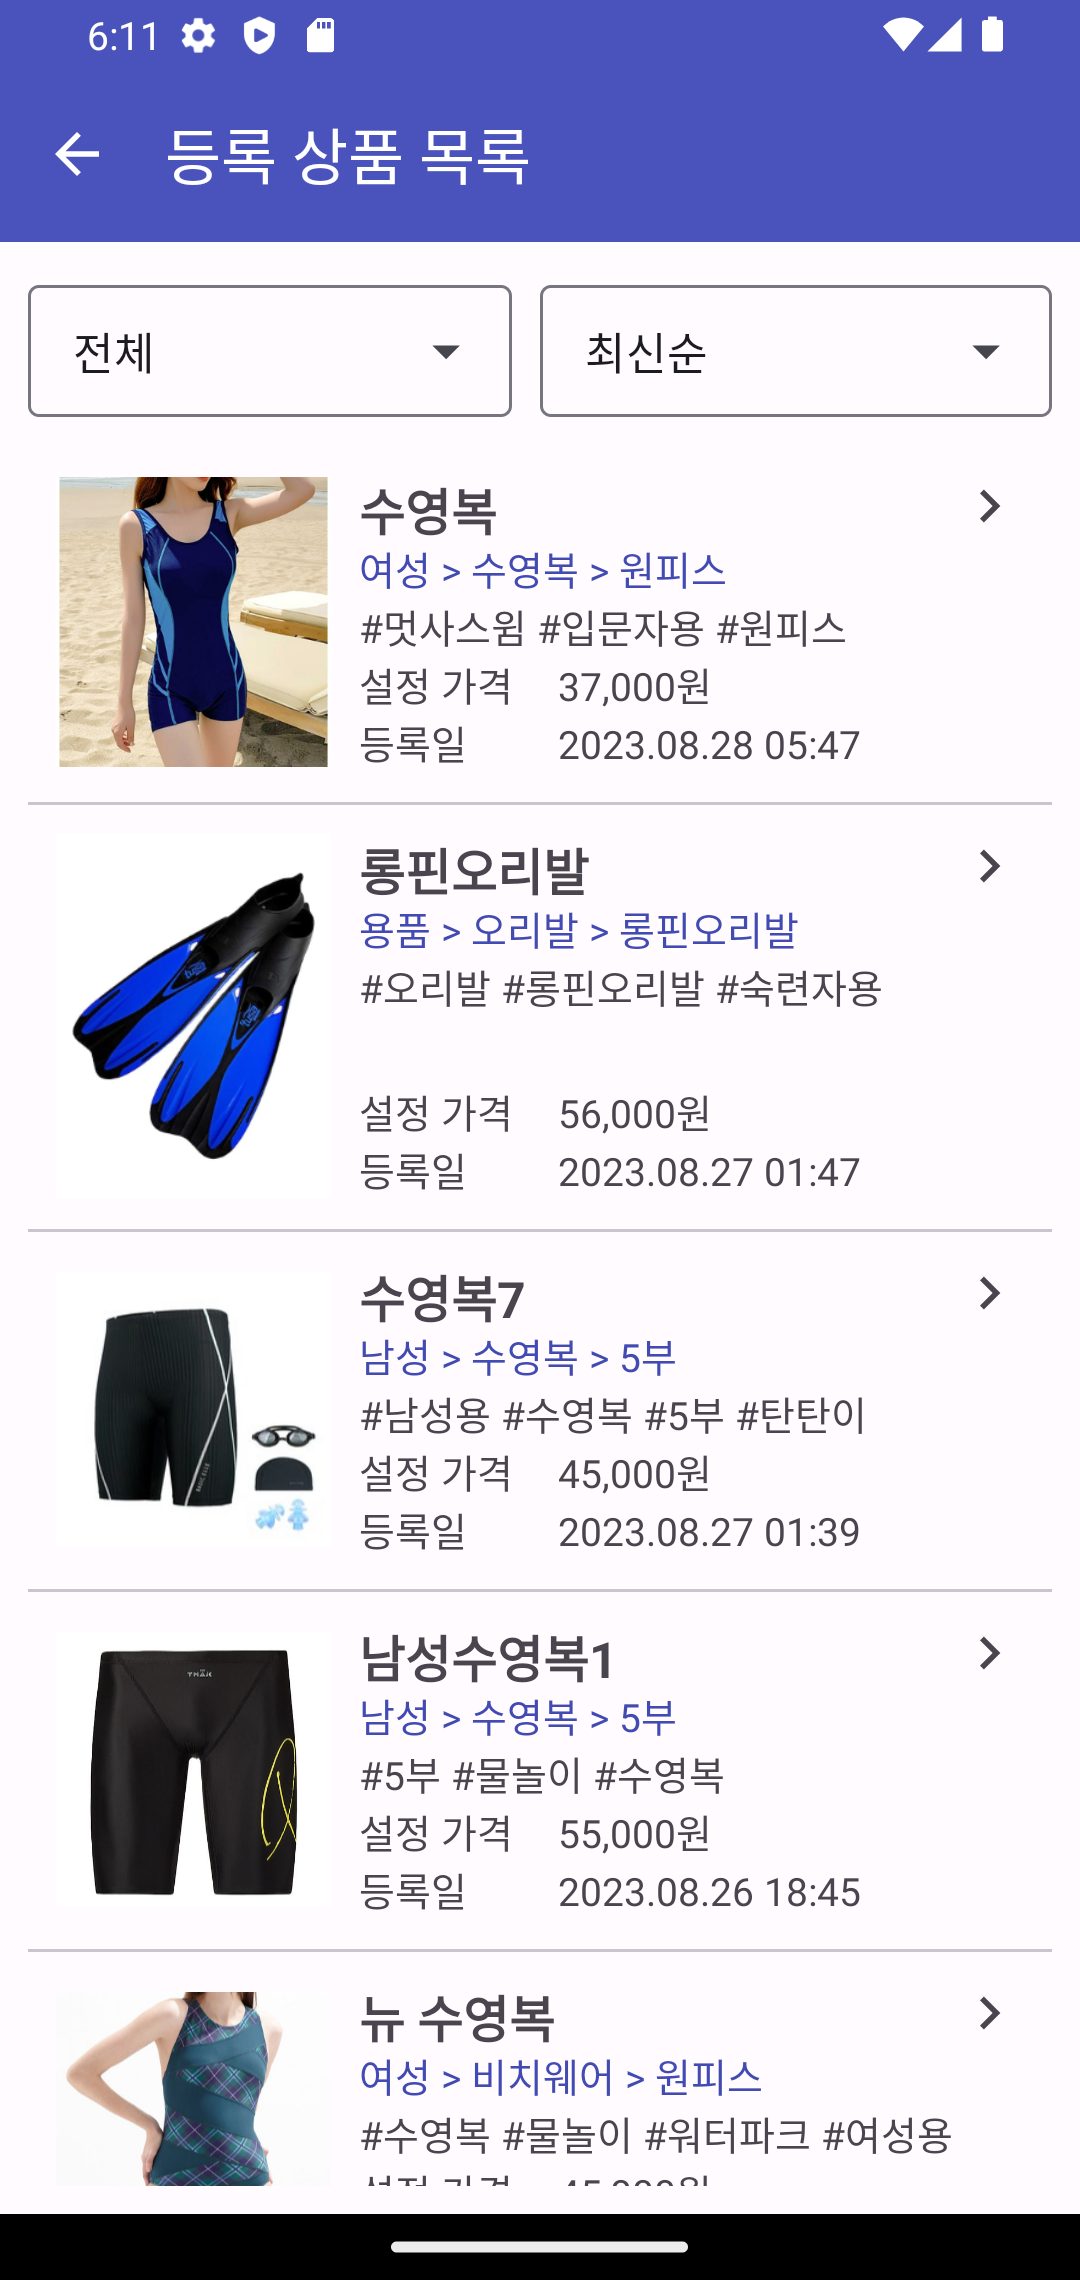 6:11
등록 상품 목록
전체
최신순
수영복
여성 > 수영복 > 원피스
#멋사스윔 #입문자용 #원피스
설정 가격 37,000원
등록일 2023.08.28 05:47
롱핀오리발
용품 > 오리발 > 롱핀오리발
#오리발 #롱핀오리발 #숙련자용
설정 가격 56,000원
등록일 2023.08.27 01:47
수영복7
남성 > 수영복 > 5부
#남성용 #수영복 #5부 #탄탄이
설정 가격 45,000원
등록일 2023.08.27 01:39
남성수영복1
남성 > 수영복 > 5부
#5부 #물놀이 #수영복
설정 가격 55,000원
등록일 2023.08.26 18:45
뉴 수영복
여성 > 비치웨어 > 원피스
#수영복 #물놀이 #워터파크 #여성용